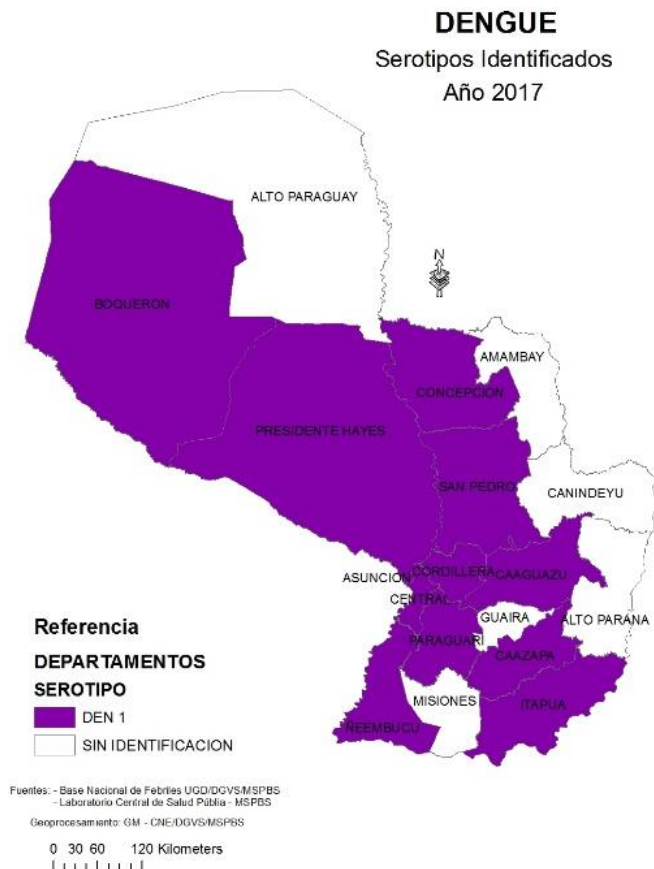 DENGUE
Serotipos Identificados
Año 2017
ALTO PARAGUAY
N
BOQUERON
AMAMBAY
CONCEPCION
PRESIDENTE HAYES
SAN PEDRO
CANINDEYU
ASUNCION
CORDILLERA
CAAGUAZU
CENTRAL
GUAIRA
ALTO PARANA
PARAGUARI
CAAZAPA
MISIONES
ITAPUA
ÑEEMBUCU
Referencia
DEPARTAMENTOS
SEROTIPO
DEN 1
SIN IDENTIFICACION
Fuentes: - Base Nacional de Febriles UGD/DGVS/MSPBS
- Laboratorio Central de Salud Públia - MSPBS
Geoprocesamiento: GM - CNE/DGVS/MSPBS
0 30 60 120 Kilometers